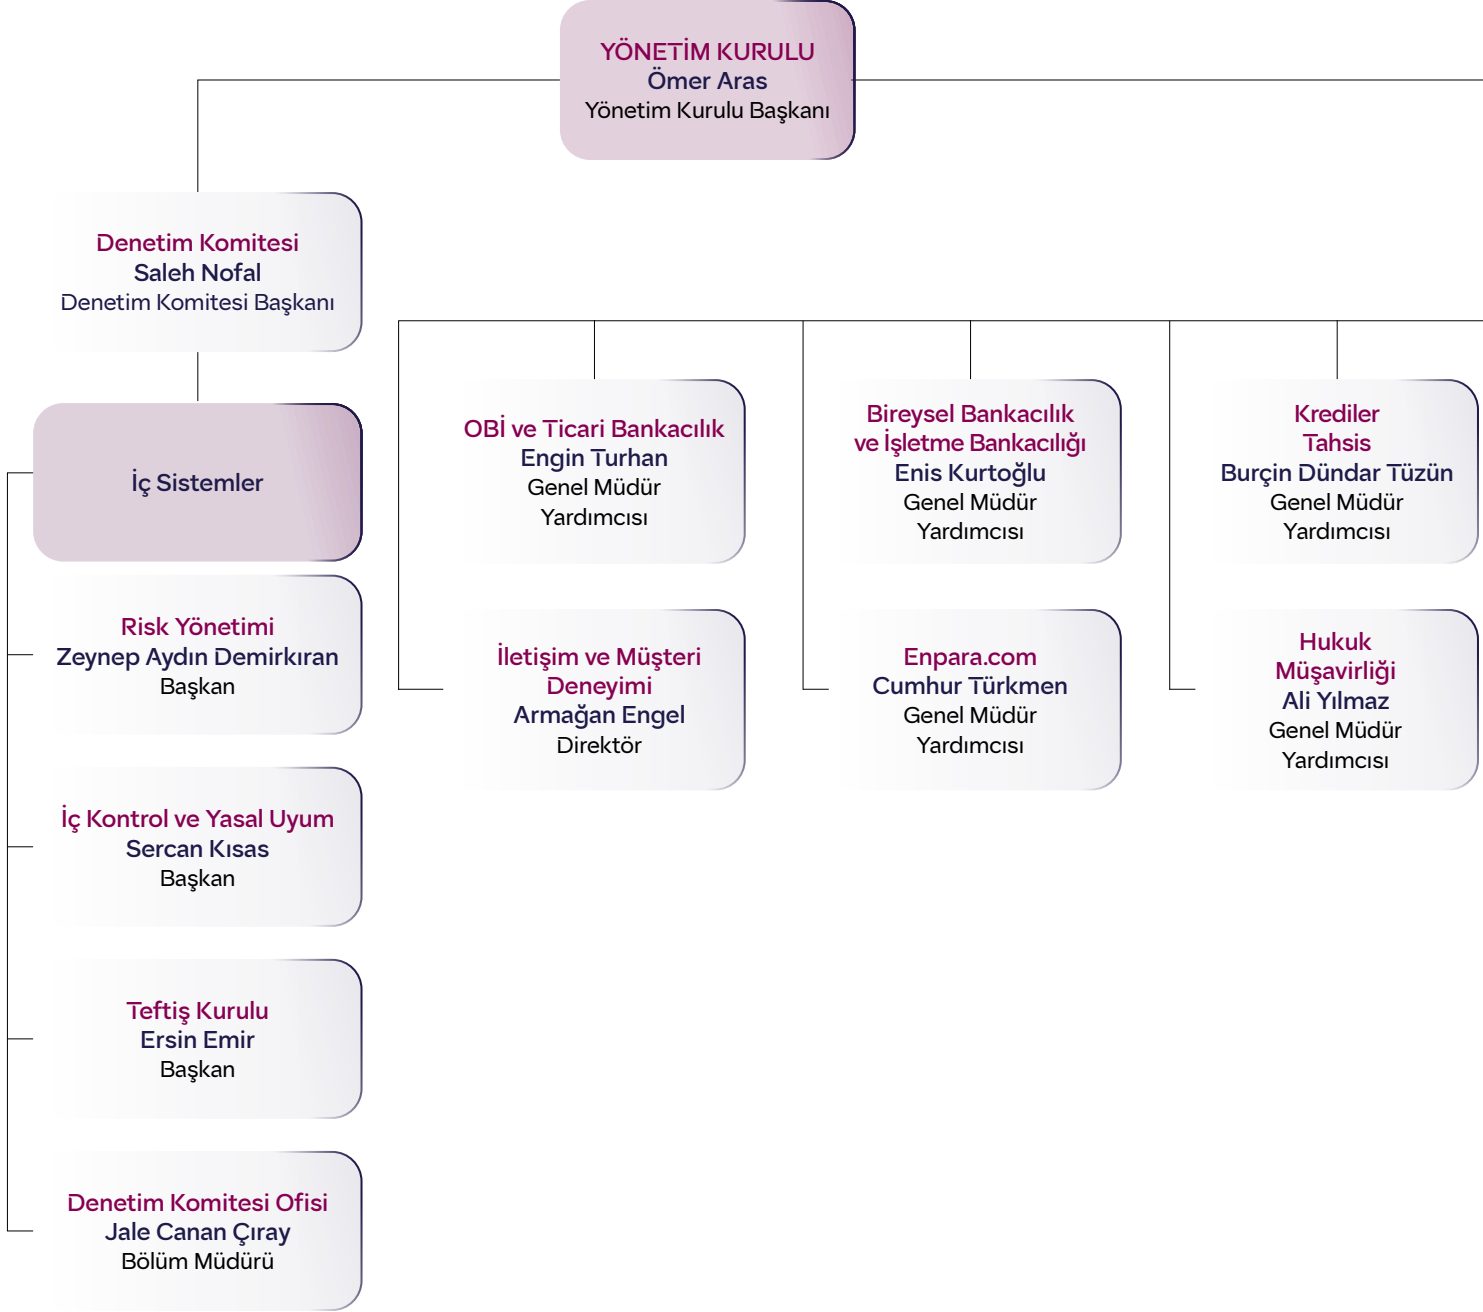 YÖNETİM KURULU
Ömer Aras
Yönetim Kurulu Başkanı
Denetim Komitesi
Saleh Nofal
Denetim Komitesi Başkanı
İç Sistemler
Risk Yönetimi
Zeynep Aydın Demirkıran
Başkan
İç Kontrol ve Yasal Uyum
Sercan Kısas
Başkan
Teftiş Kurulu
Ersin Emir
Başkan
Denetim Komitesi Ofisi
Jale Canan Çıray
Bölüm Müdürü
OBİ ve Ticari Bankacılık
Engin Turhan
Genel Müdür
Yardımcısı
Bireysel Bankacılık
ve İşletme Bankacılığı
Enis Kurtoğlu
Genel Müdür
Yardımcısı
Krediler
Tahsis
Burçin Dündar Tüzün
Genel Müdür
Yardımcısı
İletişim ve Müşteri
Deneyimi
Armağan Engel
Direktör
Enpara.com
Cumhur Türkmen
Genel Müdür
Yardımcısı
Hukuk
Müşavirliği
Ali Yılmaz
Genel Müdür
Yardımcısı